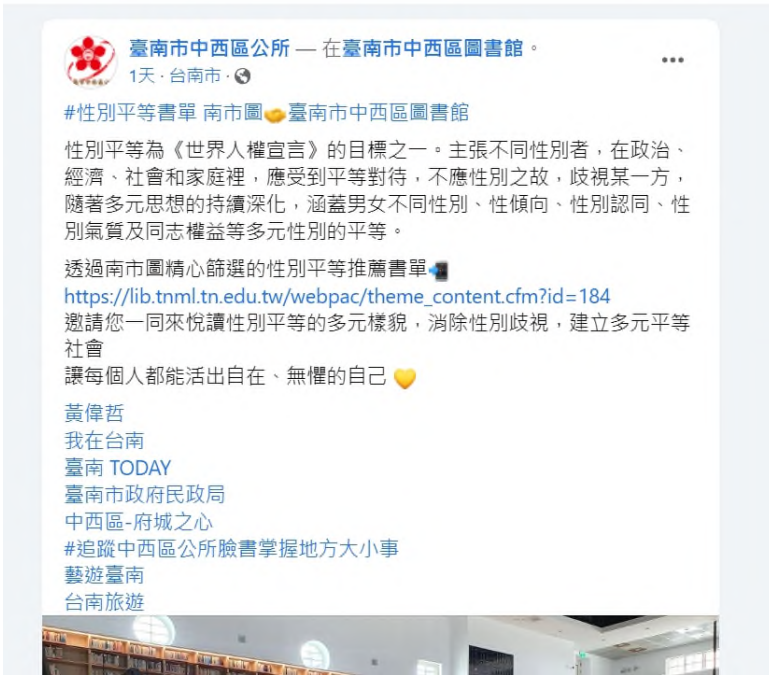 臺南市中西區公所 — 在臺南市中西區圖書館。
1天·台南市·
#性別平等書單 南市圖🤝臺南市中西區圖書館
性別平等為《世界人權宣言》的目標之一。主張不同性別者，在政治、
經濟、社會和家庭裡，應受到平等對待，不應性別之故，歧視某一方，
隨著多元思想的持續深化，涵蓋男女不同性別、性傾向、性別認同、性
別氣質及同志權益等多元性別的平等。
透過南市圖精心篩選的性別平等推薦書單📲
https://lib.tnml.tn.edu.tw/webpac/theme_content.cfm?id=184
邀請您一同來悅讀性別平等的多元樣貌，消除性別歧視，建立多元平等
社會
讓每個人都能活出自在、無懼的自己 💛
黃偉哲
我在台南
臺南 TODAY
臺南市政府民政局
中西區-府城之心
#追蹤中西區公所臉書掌握地方大小事
藝遊臺南
台南旅遊